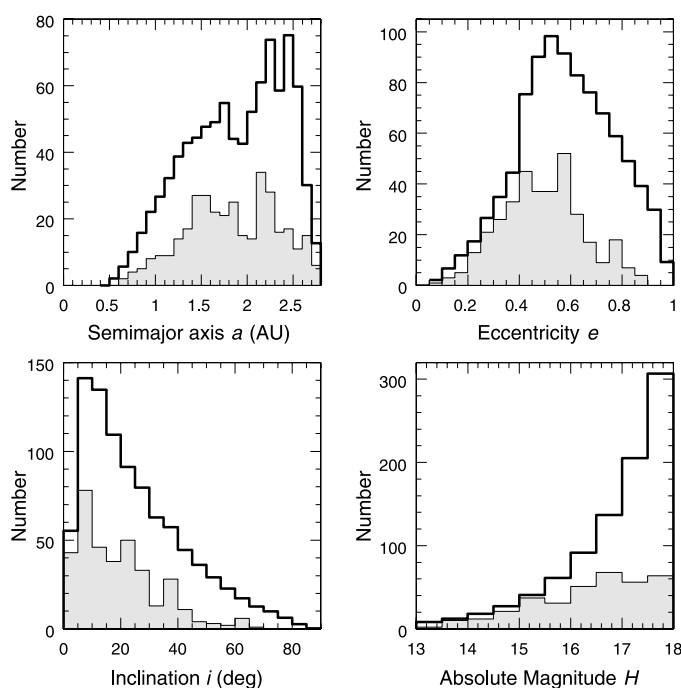 80
60
40
20
0
Number
0 0.5 1 1.5 2 2.5
Semimajor axis a (AU)
100
80
60
40
20
0
Number
0 0.2 0.4 0.6 0.8 1
Eccentricity e
150
100
50
0
Number
0 20 40 60 80
Inclination i (deg)
300
200
100
0
Number
13 14 15 16 17 18
Absolute Magnitude H